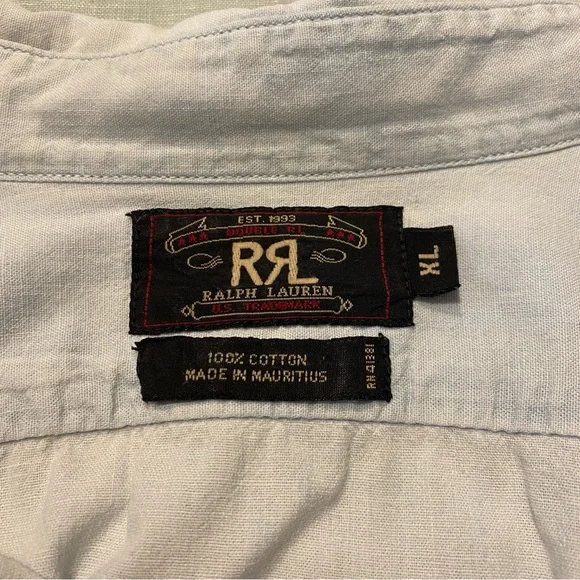 EST. 1993
DOUBLE RL
RRL
RALPH LAUREN
U.S. TRADEMARK
XL
100% COTTON
MADE IN MAURITIUS
RN 41381